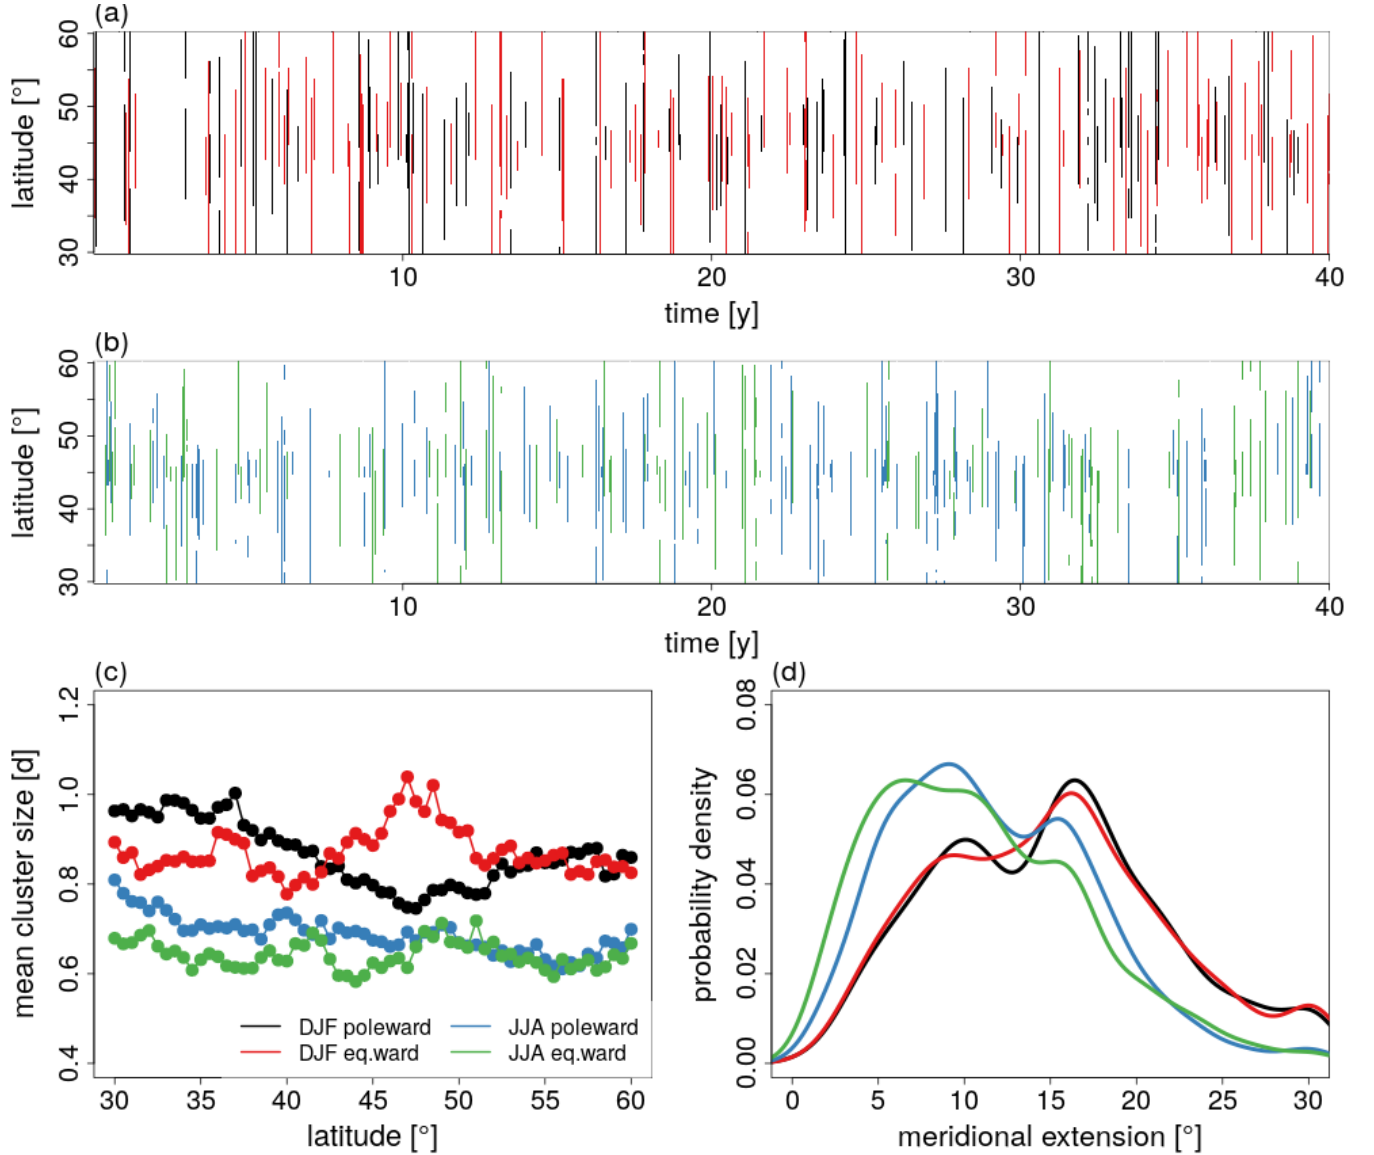 (a)
latitude [°]
60
50
40
30
10 20 30 40
time [y]
(b)
latitude [°]
60
50
40
30
10 20 30 40
time [y]
(c)
mean cluster size [d]
1.2
1.0
0.8
0.6
0.4
DJF poleward JJA poleward
DJF eq.ward JJA eq.ward
30 35 40 45 50 55 60
latitude [°]
(d)
probability density
0.08
0.06
0.04
0.02
0.00
0 5 10 15 20 25 30
meridional extension [°]